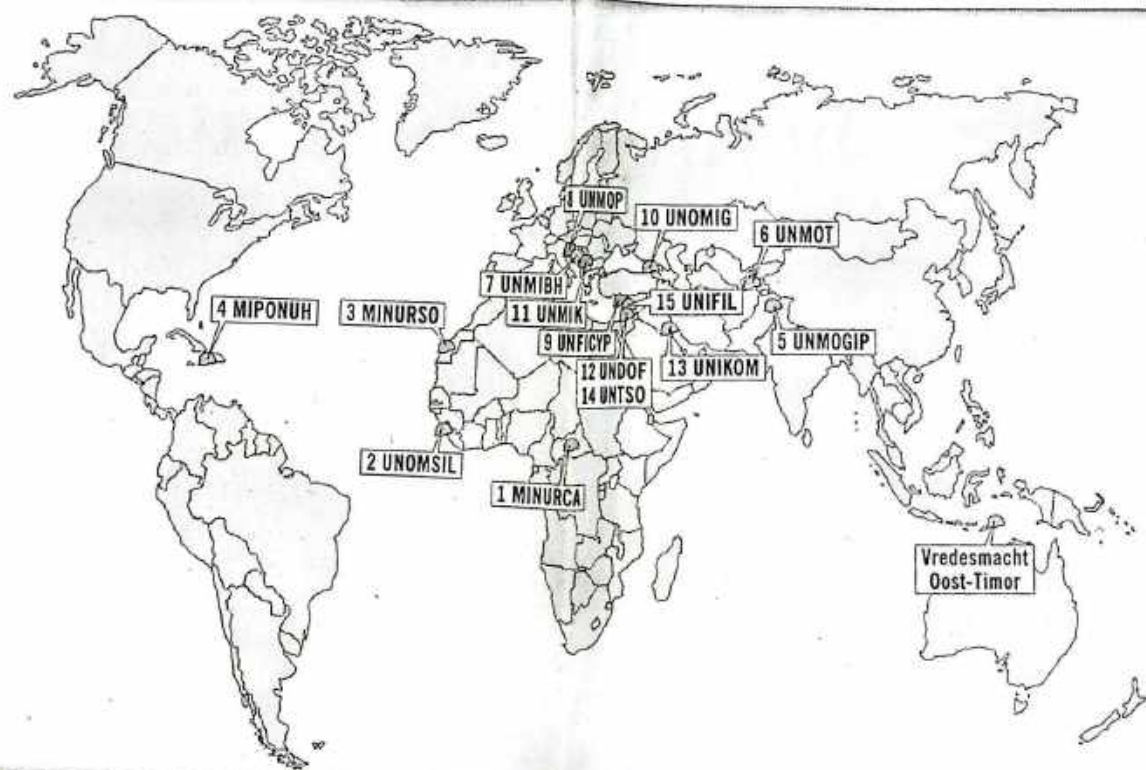 8 UNMOP
10 UNOMIG
6 UNMOT
7 UNMIBH
4 MIPONUH
3 MINURSO
11 UNMIK
15 UNIFIL
9 UNFICYP
5 UNMOGIP
12 UNDOF
14 UNTSO
13 UNIKOM
2 UNOMSIL
1 MINURCA
Vredesmacht
Oost-Timor